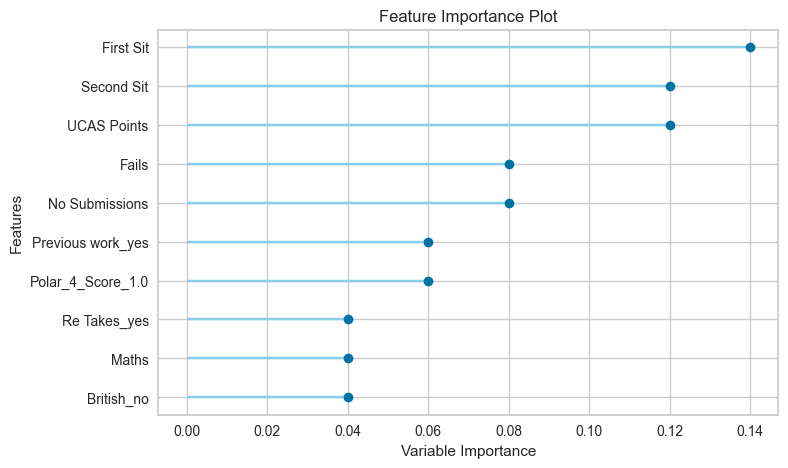 Feature Importance Plot
First Sit
Second Sit
UCAS Points
Fails
No Submissions
Previous work_yes
Polar_4_Score_1.0
Re Takes_yes
Maths
British_no
Features
0.00 0.02 0.04 0.06 0.08 0.10 0.12 0.14
Variable Importance